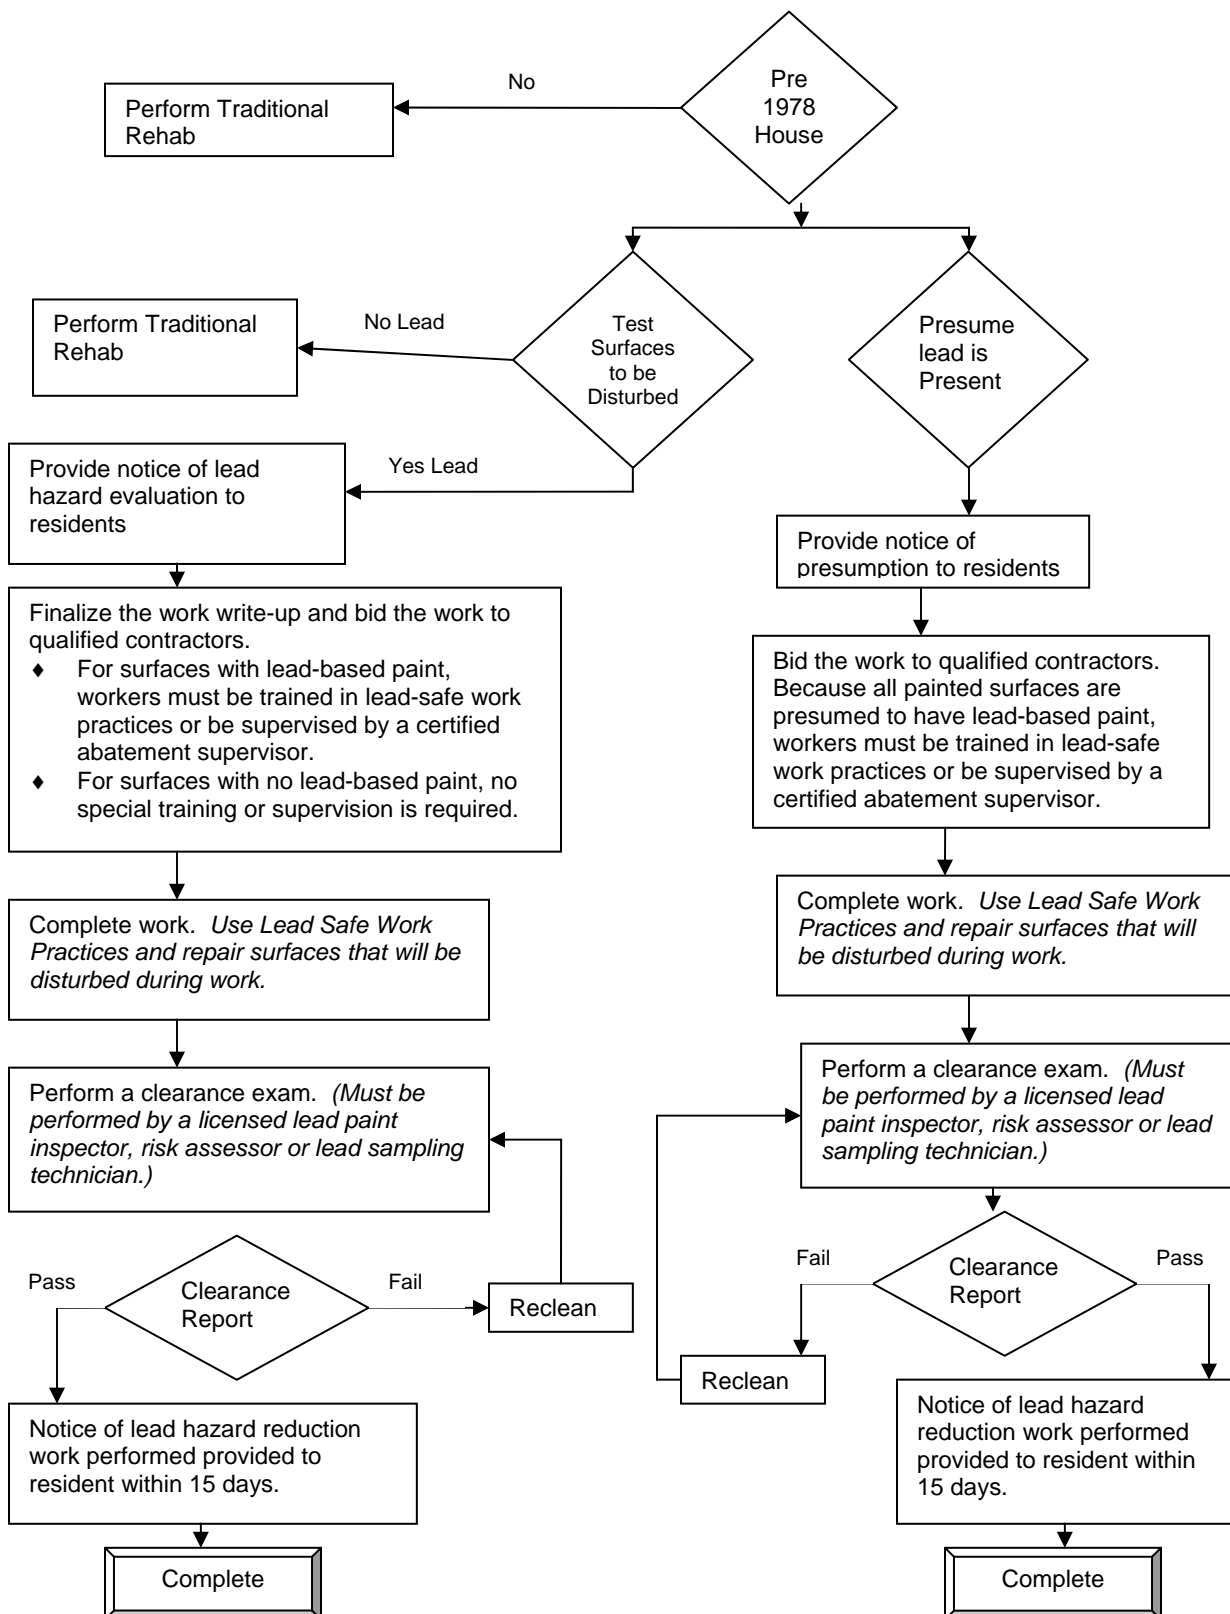 No
Pre
1978
House
Perform Traditional
Rehab
No Lead
Perform Traditional
Rehab
Test
Surfaces
to be
Disturbed
Presume
lead is
Present
Yes Lead
Provide notice of lead
hazard evaluation to
residents
Provide notice of
presumption to residents
Finalize the work write-up and bid the work to
qualified contractors.
♦ For surfaces with lead-based paint,
workers must be trained in lead-safe work
practices or be supervised by a certified
abatement supervisor.
♦ For surfaces with no lead-based paint, no
special training or supervision is required.
Bid the work to qualified contractors.
Because all painted surfaces are
presumed to have lead-based paint,
workers must be trained in lead-safe
work practices or be supervised by a
certified abatement supervisor.
Complete work. Use Lead Safe Work
Practices and repair surfaces that will be
disturbed during work.
Complete work. Use Lead Safe Work
Practices and repair surfaces that will
be disturbed during work.
Perform a clearance exam. (Must be
performed by a licensed lead paint
inspector, risk assessor or lead sampling
technician.)
Perform a clearance exam. (Must
be performed by a licensed lead
paint inspector, risk assessor or lead
sampling technician.)
Pass
Clearance
Report
Fail
Reclean
Fail
Clearance
Report
Pass
Reclean
Notice of lead hazard reduction
work performed provided to
resident within 15 days.
Notice of lead hazard
reduction work performed
provided to resident within
15 days.
Complete
Complete